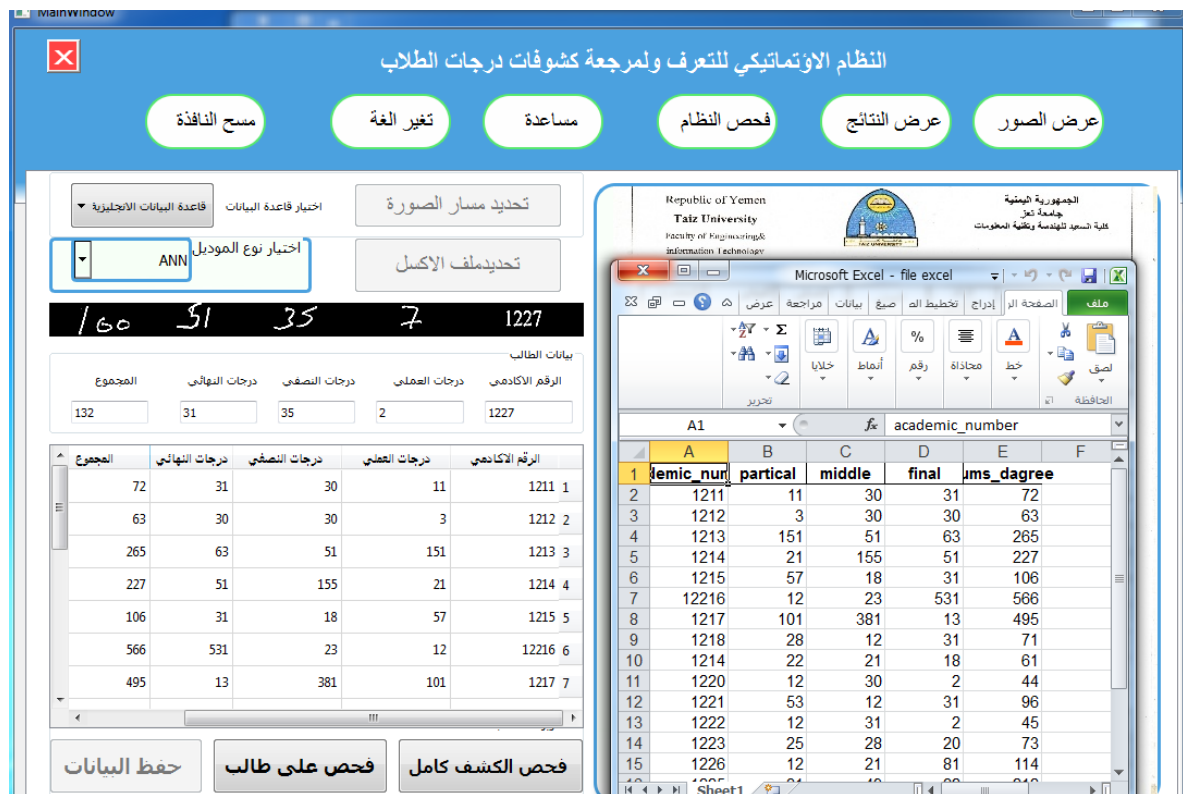 MainWindow
النظام الاؤتماتيكي للتعرف ولمرجعة كشوفات درجات الطلاب
عرض الصور
عرض النتائج
فحص النظام
مساعدة
تغير الغة
مسح النافذة
تحديد مسار الصورة
اختيار قاعدة البيانات
قاعدة البيانات الانجليزية
تحديدملف الاكسل
اختيار نوع الموديل
ANN
160 51 35 7 1227
بيانات الطالب
الرقم الاكادمي درجات العملي درجات النصفي درجات النهائي المجموع
132 31 35 2 1227
الرقم الاكادمي درجات العملي درجات النصفي درجات النهائي المجموع
72 31 30 11 1211 1
63 30 30 3 1212 2
265 63 51 151 1213 3
227 51 155 21 1214 4
106 31 18 57 1215 5
566 531 23 12 12216 6
495 13 381 101 1217 7
فحص الكشف كامل
فحص على طالب
حفظ البيانات
Republic of Yemen
Taiz University
Faculty of Engineering&
information Technology
الجمهورية اليمنية
جامعة تعز
كلية السعيد للهندسة وتقنية المعلومات
Microsoft Excel - file excel
ملف الصفحة الر إدراج تخطيط الص صيغ بيانات مراجعة عرض
لصق خط محاذاة رقم أنماط خلايا
الحافظة تحرير
A1 fx academic_number
A B C D E F
1 demic_num partical middle final ums_dagree
2 1211 11 30 31 72
3 1212 3 30 30 63
4 1213 151 51 63 265
5 1214 21 155 51 227
6 1215 57 18 31 106
7 12216 12 23 531 566
8 1217 101 381 13 495
9 1218 28 12 31 71
10 1214 22 21 18 61
11 1220 12 30 2 44
12 1221 53 12 31 96
13 1222 12 31 2 45
14 1223 25 28 20 73
15 1226 12 21 81 114
Sheet1